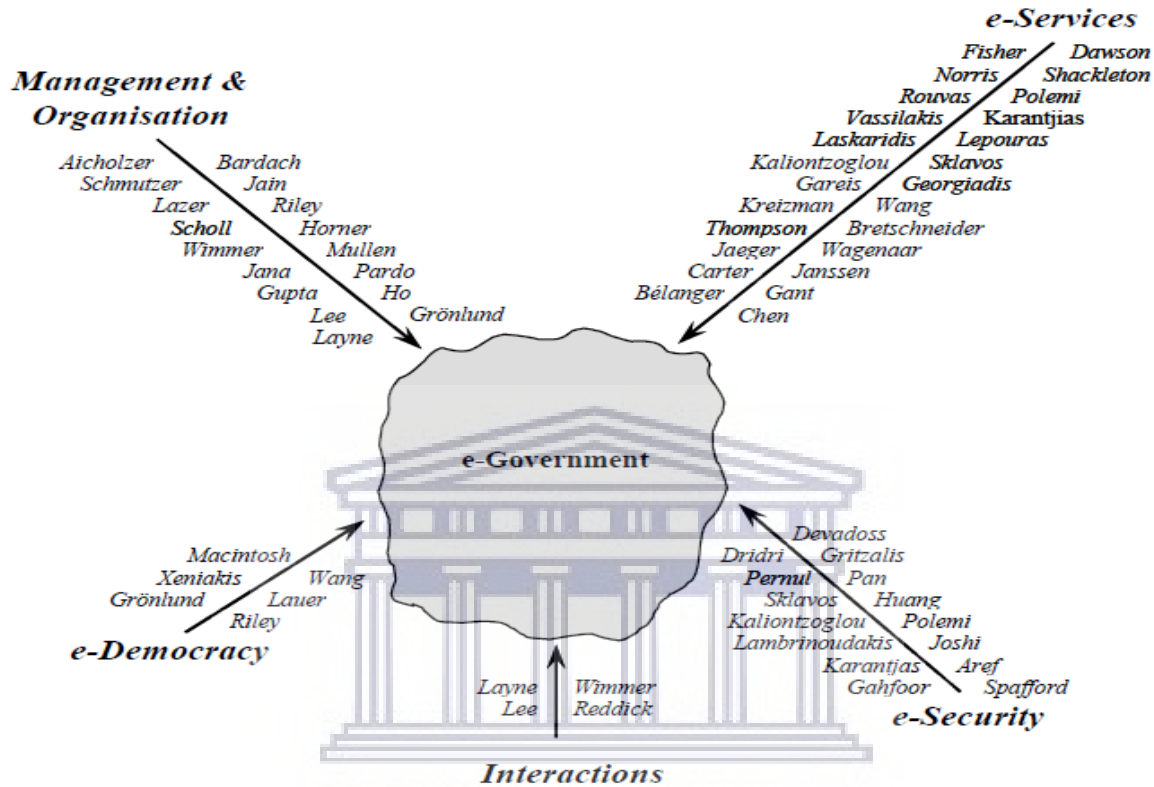 e-Services
Fisher Dawson
Norris Shackleton
Rouvas Polemi
Vassilakis Karantjias
Laskaridis Lepouras
Kaliontzoglou Sklavos
Gareis Georgiadis
Kreizman Wang
Thompson Bretschneider
Jaeger Wagenaar
Carter Janssen
Bélanger Gant
Chen
Management &
Organisation
Aicholzer Bardach
Schmutzer Jain
Lazer Riley
Scholl Horner
Wimmer Mullen
Jana Pardo
Gupta Ho
Lee Grönlund
Layne
e-Government
Macintosh
Xeniakis Wang
Grönlund Lauer
Riley
e-Democracy
Devadoss
Dridri Gritzalis
Pernul Pan
Sklavos Huang
Kaliontzoglou Polemi
Lambrinoudakis Joshi
Karantjas Aref
Gahfoor Spafford
e-Security
Layne Wimmer
Lee Reddick
Interactions